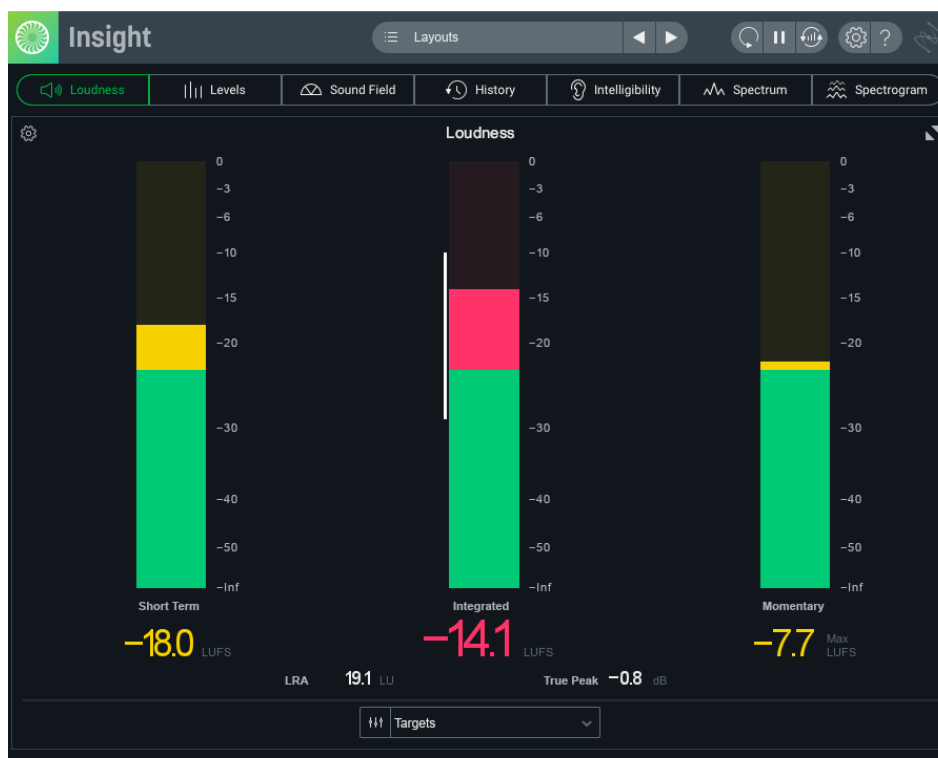 Insight
Layouts
?
Loudness Levels Sound Field History Intelligibility Spectrum Spectrogram
Loudness
0 0 0
−3 −3 −3
−6 −6 −6
−10 −10 −10
−15 −15 −15
−20 −20 −20
−30 −30 −30
−40 −40 −40
−50 −50 −50
−Inf −Inf −Inf
Short Term Integrated Momentary
−18.0 LUFS −14.1 LUFS −7.7 Max LUFS
LRA 19.1 LU True Peak −0.8 dB
Targets